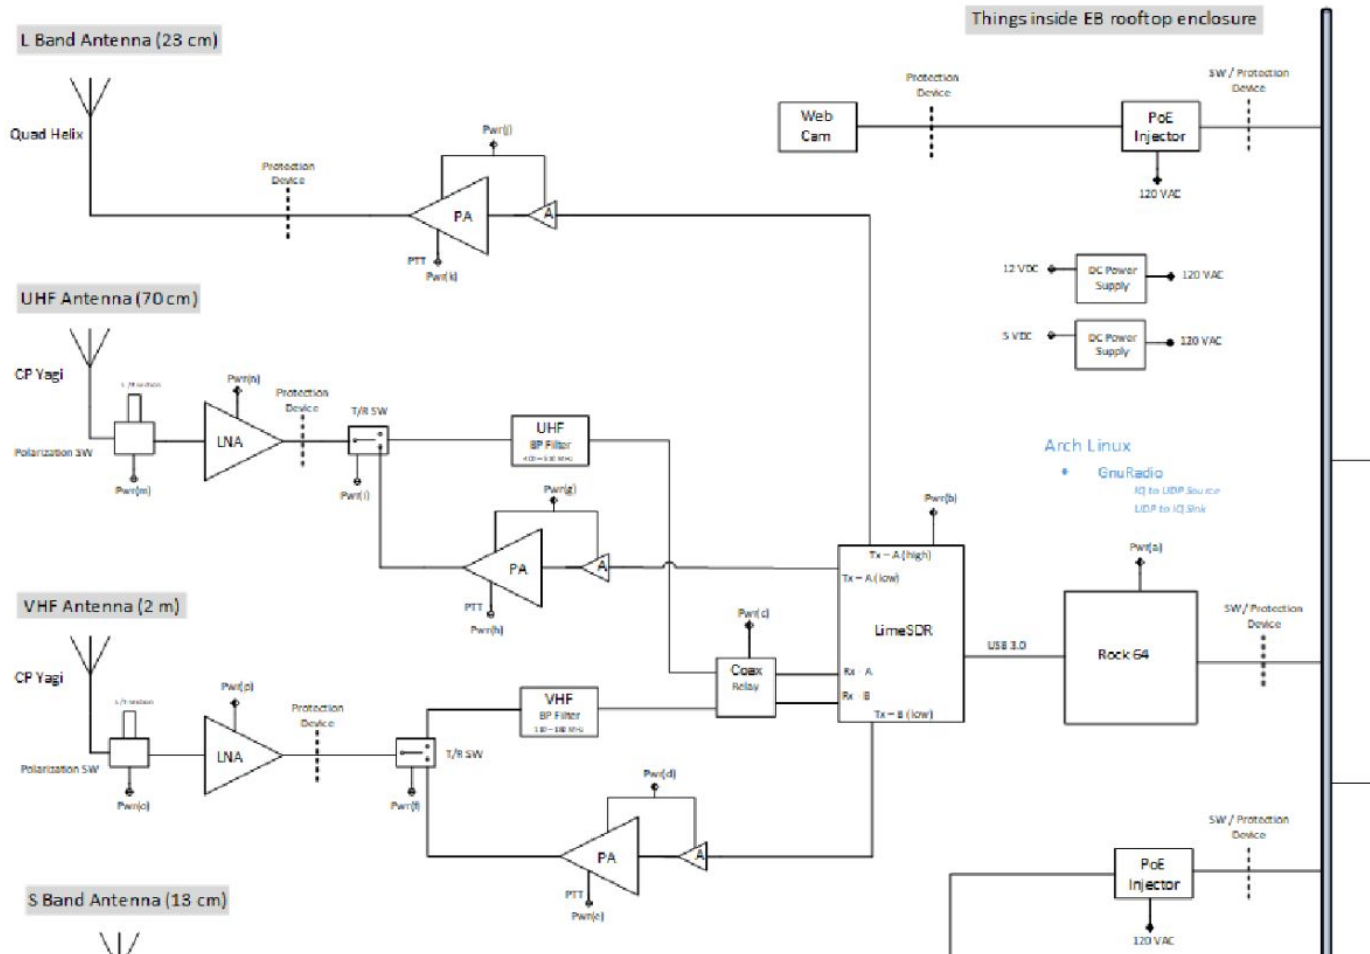 Things inside EB rooftop enclosure
L Band Antenna (23 cm)
Quad Helix
Protection
Device
Pwr(j)
PA
A
PTT
Pwr(k)
Web
Cam
Protection
Device
PoE
Injector
120 VAC
SW / Protection
Device
12 VDC
DC Power
Supply
120 VAC
5 VDC
DC Power
Supply
120 VAC
UHF Antenna (70 cm)
CP Yagi
Polarization SW
Pwr(m)
Pwr(n)
LNA
Protection
Device
T/R SW
Pwr(i)
UHF
BP Filter
Pwr(g)
PA
A
PTT
Pwr(h)
Arch Linux
GnuRadio
IQ to UDP Source
UDP to IQ Sink
Pwr(b)
Tx - A (high)
Tx - A (low)
LimeSDR
Rx - A
Rx - B
Tx - B (low)
USB 3.0
Pwr(a)
Rock 64
SW / Protection
Device
Pwr(c)
Coax
Relay
VHF Antenna (2 m)
CP Yagi
Polarization SW
Pwr(o)
Pwr(p)
LNA
Protection
Device
T/R SW
Pwr(f)
VHF
BP Filter
Pwr(d)
PA
A
PTT
Pwr(e)
SW / Protection
Device
PoE
Injector
120 VAC
S Band Antenna (13 cm)